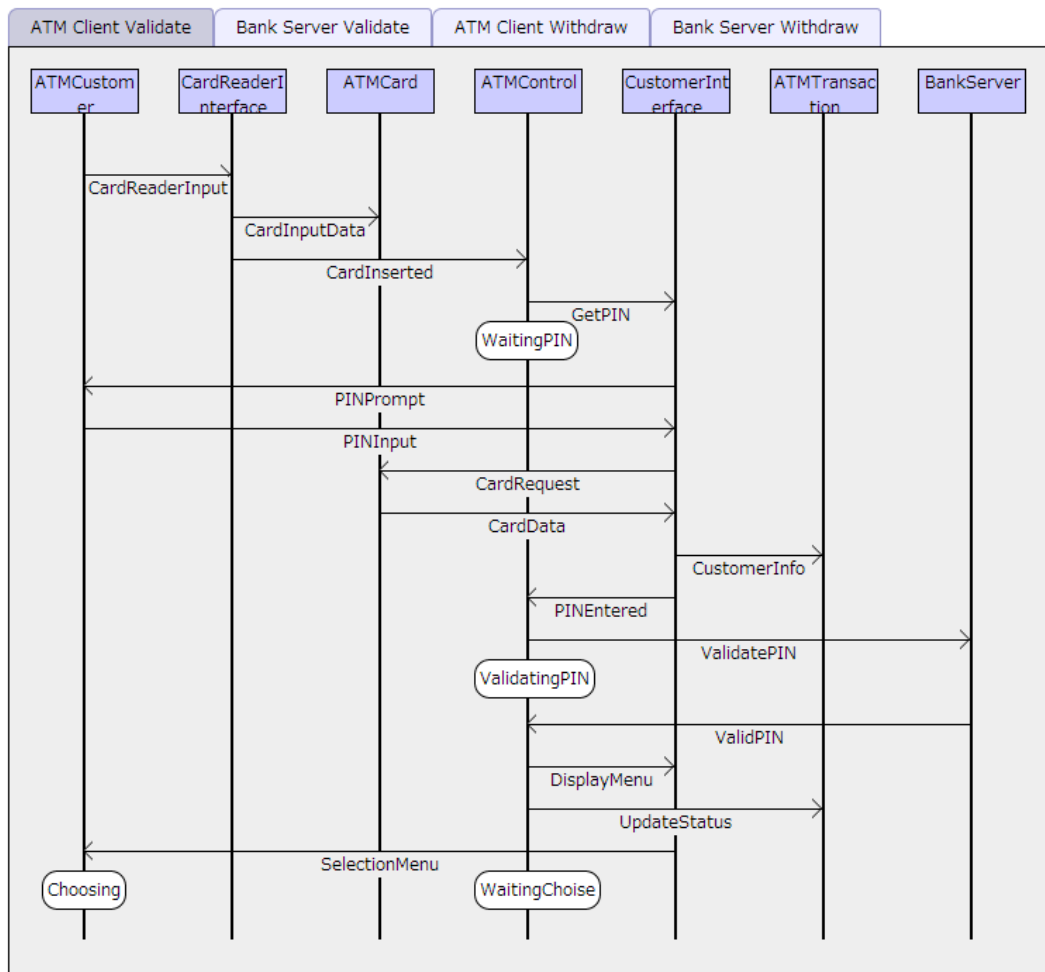 ATM Client Validate
Bank Server Validate
ATM Client Withdraw
Bank Server Withdraw
ATMCustom
er
CardReaderI
nterface
ATMCard
ATMControl
CustomerInt
erface
ATMTransac
tion
BankServer
CardReaderInput
CardInputData
CardInserted
GetPIN
WaitingPIN
PINPrompt
PINInput
CardRequest
CardData
CustomerInfo
PINEntered
ValidatePIN
ValidatingPIN
ValidPIN
DisplayMenu
UpdateStatus
SelectionMenu
Choosing
WaitingChoise